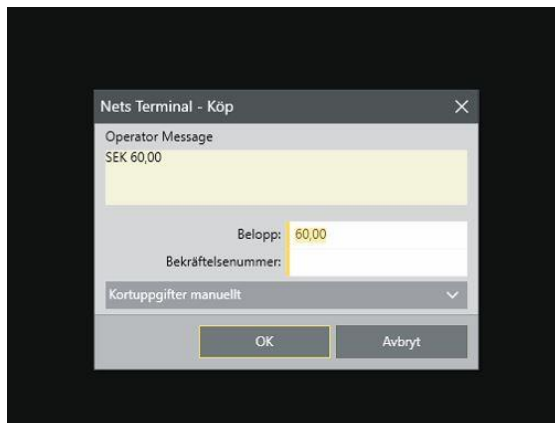 Nets Terminal - Köp
Operator Message
SEK 60,00
Belopp: 60,00
Bekräftelsenummer:
Kortuppgifter manuellt
OK Avbryt